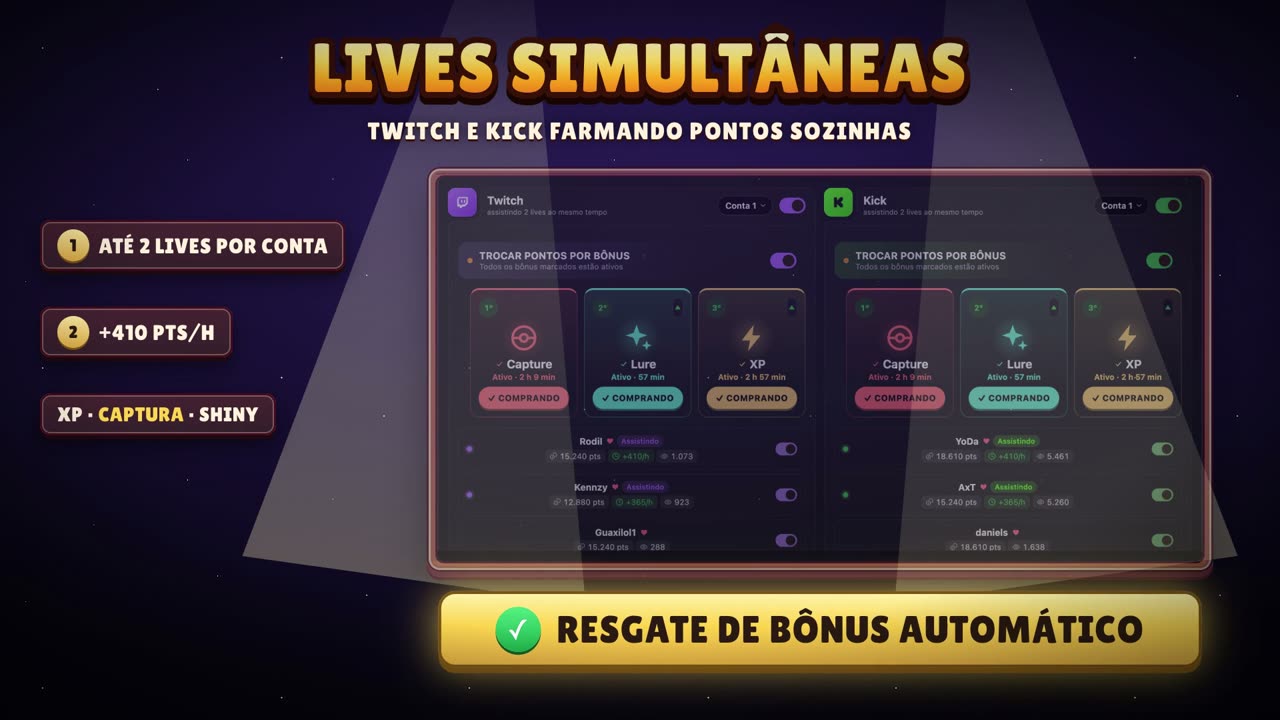 LIVES SIMULTÂNEAS
TWITCH E KICK FARMANDO PONTOS SOZINHAS
1 ATÉ 2 LIVES POR CONTA
2 +410 PTS/H
XP · CAPTURA · SHINY
Twitch
assistindo 2 lives ao mesmo tempo
Conta 1
TROCAR PONTOS POR BÔNUS
Todos os bônus marcados estão ativos
1° 2° 3°
Capture Lure XP
Ativo · 2 h 9 min Ativo · 57 min Ativo · 2 h 57 min
✓ COMPRANDO ✓ COMPRANDO ✓ COMPRANDO
Rodil Assistindo
15.240 pts +410/h 1.073
Kennzy Assistindo
12.880 pts +365/h 923
Guaxilol1
15.240 pts 288
Kick
assistindo 2 lives ao mesmo tempo
Conta 1
TROCAR PONTOS POR BÔNUS
Todos os bônus marcados estão ativos
1° 2° 3°
Capture Lure XP
Ativo · 2 h 9 min Ativo · 57 min Ativo · 2 h 57 min
✓ COMPRANDO ✓ COMPRANDO ✓ COMPRANDO
YoDa Assistindo
18.610 pts +410/h 5.461
AxT Assistindo
15.240 pts +365/h 5.260
daniels
18.610 pts 1.638
✓ RESGATE DE BÔNUS AUTOMÁTICO